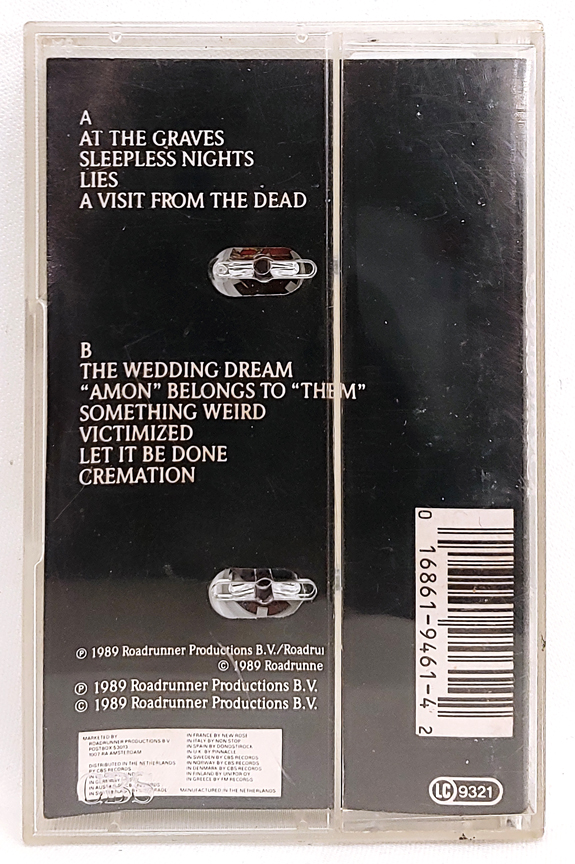 A
AT THE GRAVES
SLEEPLESS NIGHTS
LIES
A VISIT FROM THE DEAD
B
THE WEDDING DREAM
“AMON” BELONGS TO “THEM”
SOMETHING WEIRD
VICTIMIZED
LET IT BE DONE
CREMATION
℗ 1989 Roadrunner Productions B.V./Roadru
© 1989 Roadrunne
℗ 1989 Roadrunner Productions B.V.
© 1989 Roadrunner Productions B.V.
MARKETED BY
ROADRUNNER PRODUCTIONS B.V.
POSTBOX 53013
1007 RA AMSTERDAM
DISTRIBUTED IN THE NETHERLANDS
BY CBS RECORDS
IN FRANCE BY NEW ROSE
IN ITALY BY NON STOP
IN SPAIN BY DONOSTIROCK
IN U.K. BY PINNACLE
IN SWEDEN BY CBS RECORDS
IN NORWAY BY CBS RECORDS
IN DENMARK BY CBS RECORDS
IN GREECE BY FM RECORDS
MANUFACTURED IN THE NETHERLANDS
0 16861-9461-4 2
LC 9321